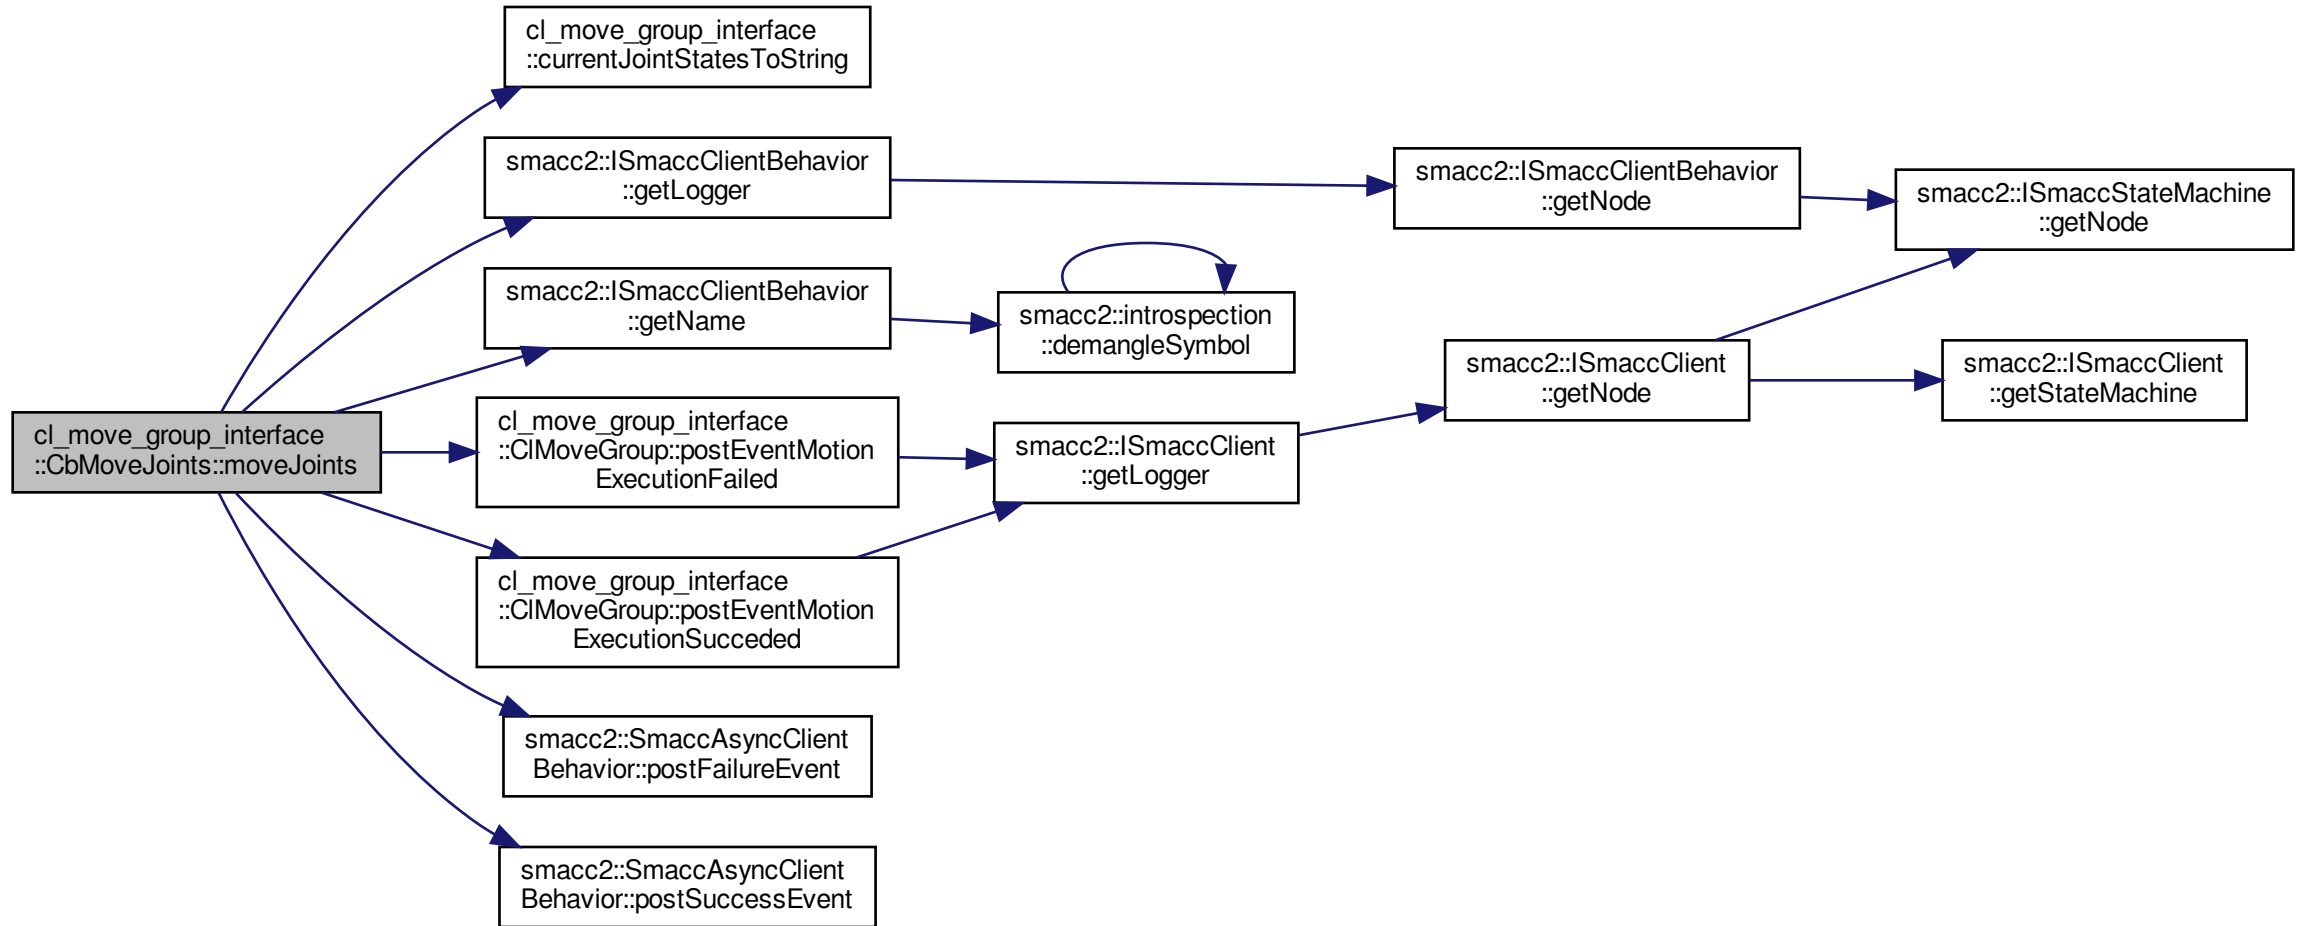 cl_move_group_interface
::CbMoveJoints::moveJoints
cl_move_group_interface
::currentJointStatesToString
smacc2::ISmaccClientBehavior
::getLogger
smacc2::ISmaccClientBehavior
::getName
cl_move_group_interface
::ClMoveGroup::postEventMotion
ExecutionFailed
cl_move_group_interface
::ClMoveGroup::postEventMotion
ExecutionSucceded
smacc2::SmaccAsyncClient
Behavior::postFailureEvent
smacc2::SmaccAsyncClient
Behavior::postSuccessEvent
smacc2::introspection
::demangleSymbol
smacc2::ISmaccClient
::getLogger
smacc2::ISmaccClientBehavior
::getNode
smacc2::ISmaccClient
::getNode
smacc2::ISmaccStateMachine
::getNode
smacc2::ISmaccClient
::getStateMachine